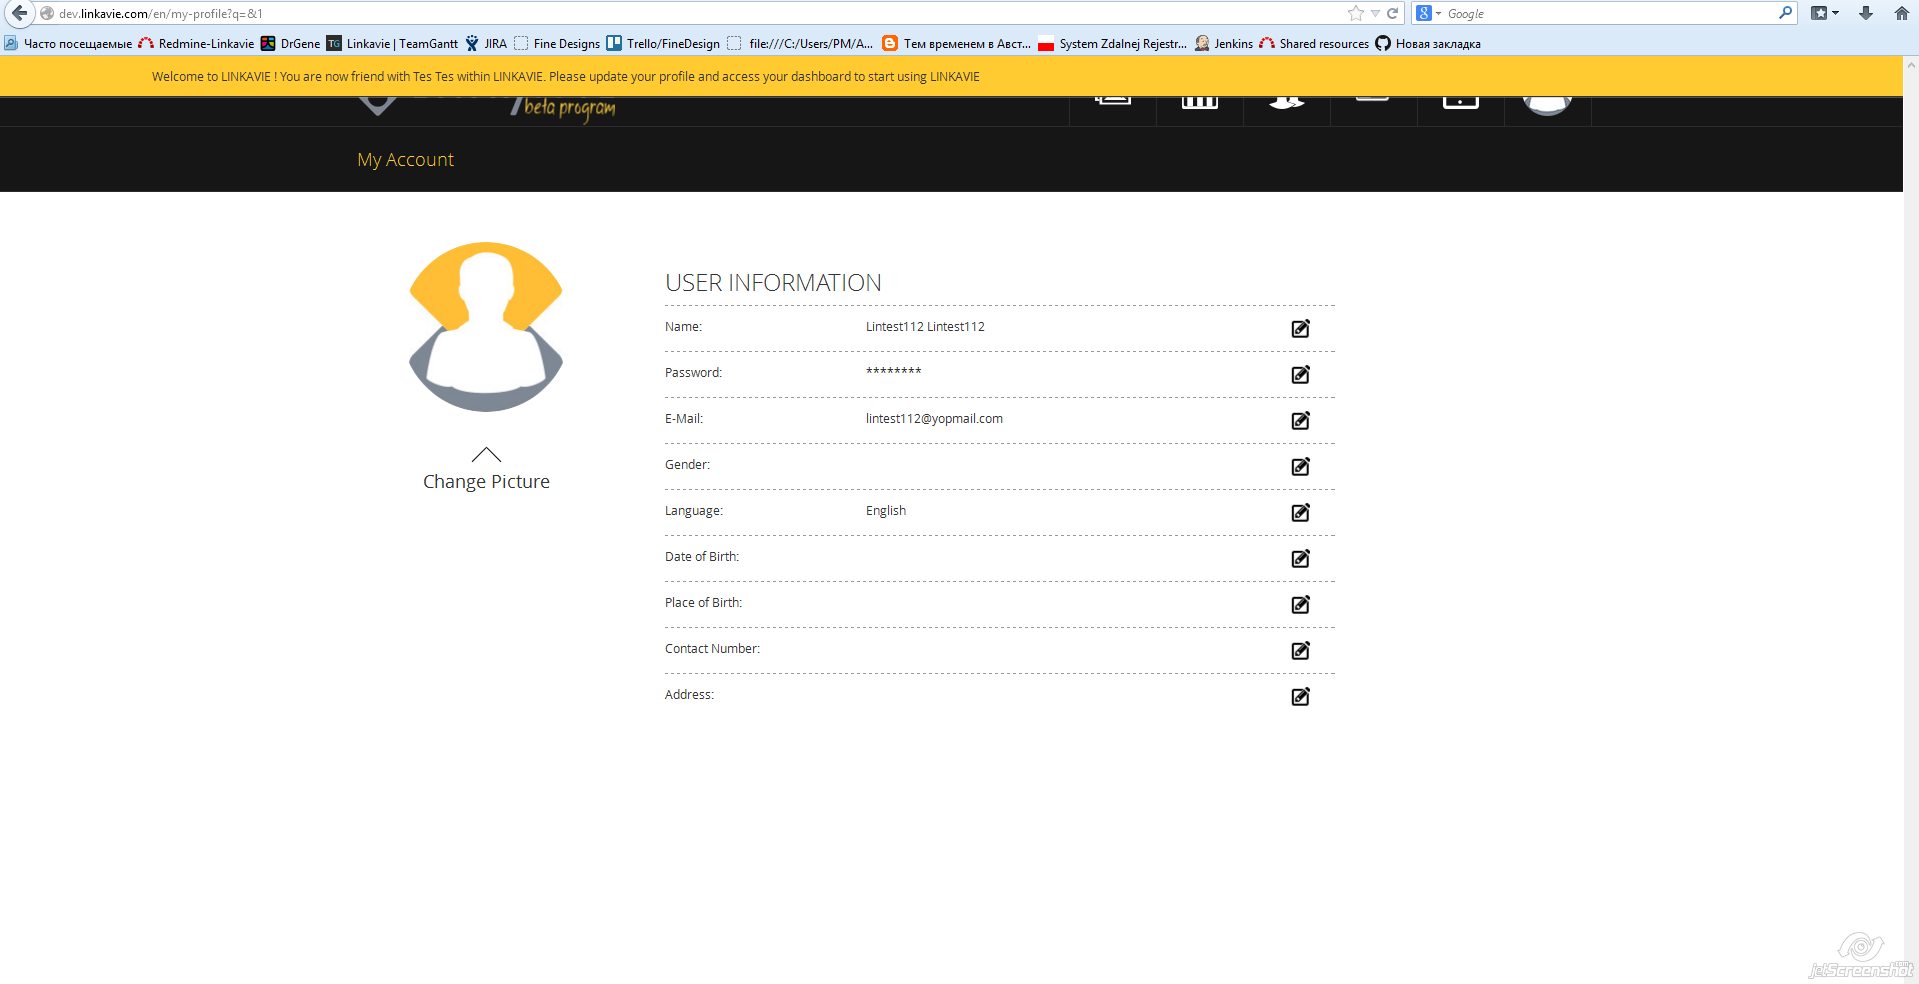 dev.linkavie.com/en/my-profile?q=&1
Google
Часто посещаемые Redmine-Linkavie DrGene Linkavie | TeamGantt JIRA Fine Designs Trello/FineDesign file:///C:/Users/PM/A... Тем временем в Авст... System Zdalnej Rejestr... Jenkins Shared resources Новая закладка
Welcome to LINKAVIE ! You are now friend with Tes Tes within LINKAVIE. Please update your profile and access your dashboard to start using LINKAVIE
beta program
My Account
Change Picture
USER INFORMATION
Name: Lintest112 Lintest112
Password: ********
E-Mail: lintest112@yopmail.com
Gender:
Language: English
Date of Birth:
Place of Birth:
Contact Number:
Address:
jetScreenshot.com